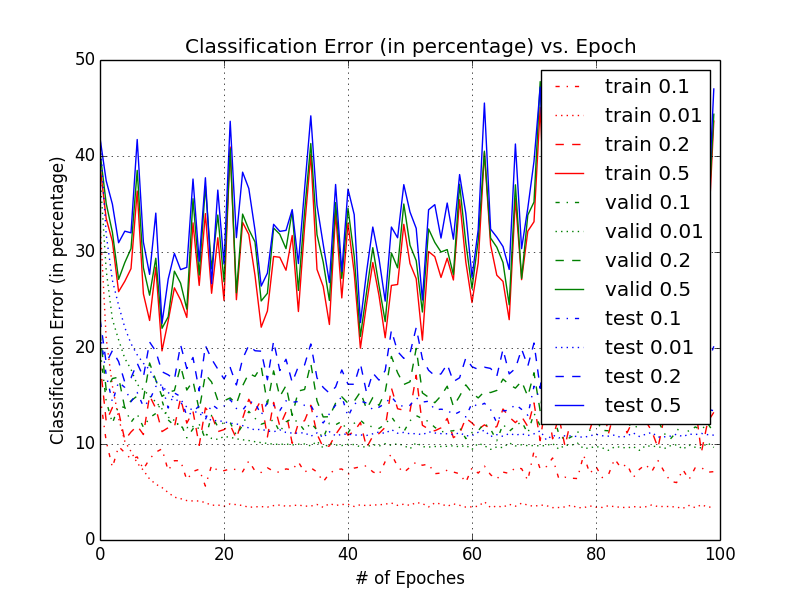 Classification Error (in percentage) vs. Epoch
50
40
30
20
10
0
Classification Error (in percentage)
train 0.1
train 0.01
train 0.2
train 0.5
valid 0.1
valid 0.01
valid 0.2
valid 0.5
test 0.1
test 0.01
test 0.2
test 0.5
0 20 40 60 80 100
# of Epoches